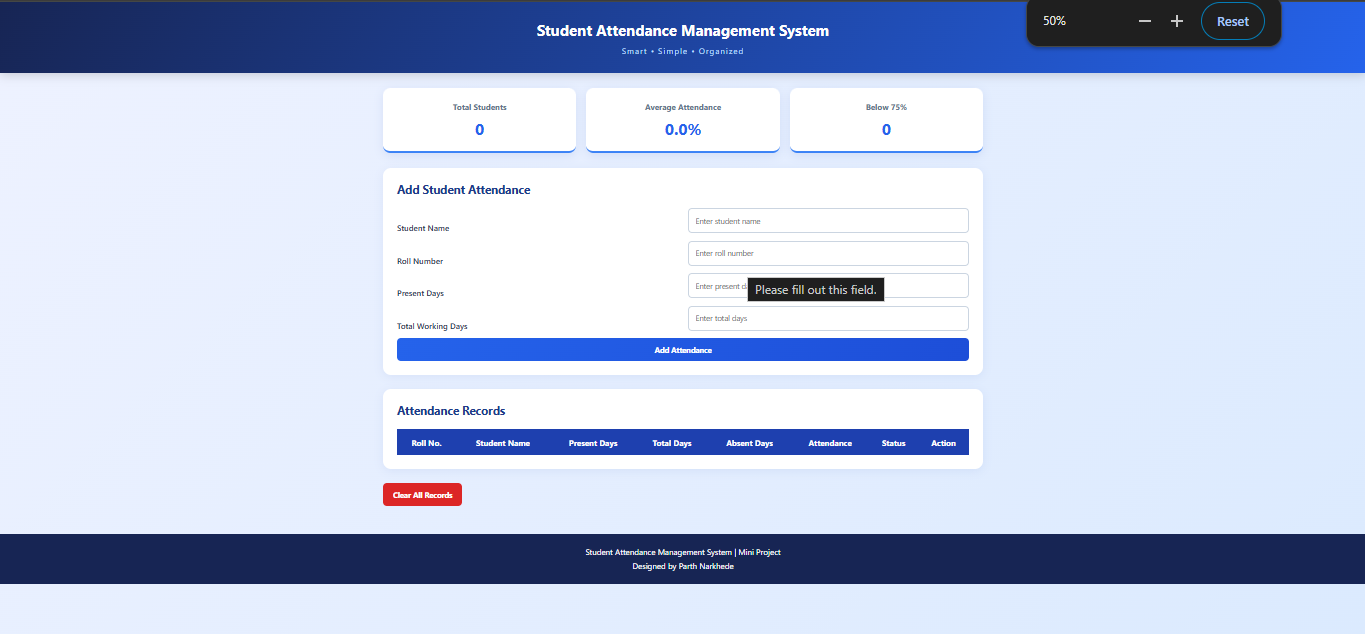 Student Attendance Management System
Smart • Simple • Organized
50%
Reset
Total Students
0
Average Attendance
0.0%
Below 75%
0
Add Student Attendance
Student Name
Enter student name
Roll Number
Enter roll number
Present Days
Enter present
Please fill out this field.
Total Working Days
Enter total days
Add Attendance
Attendance Records
Roll No. Student Name Present Days Total Days Absent Days Attendance Status Action
Clear All Records
Student Attendance Management System | Mini Project
Designed by Parth Narkhede